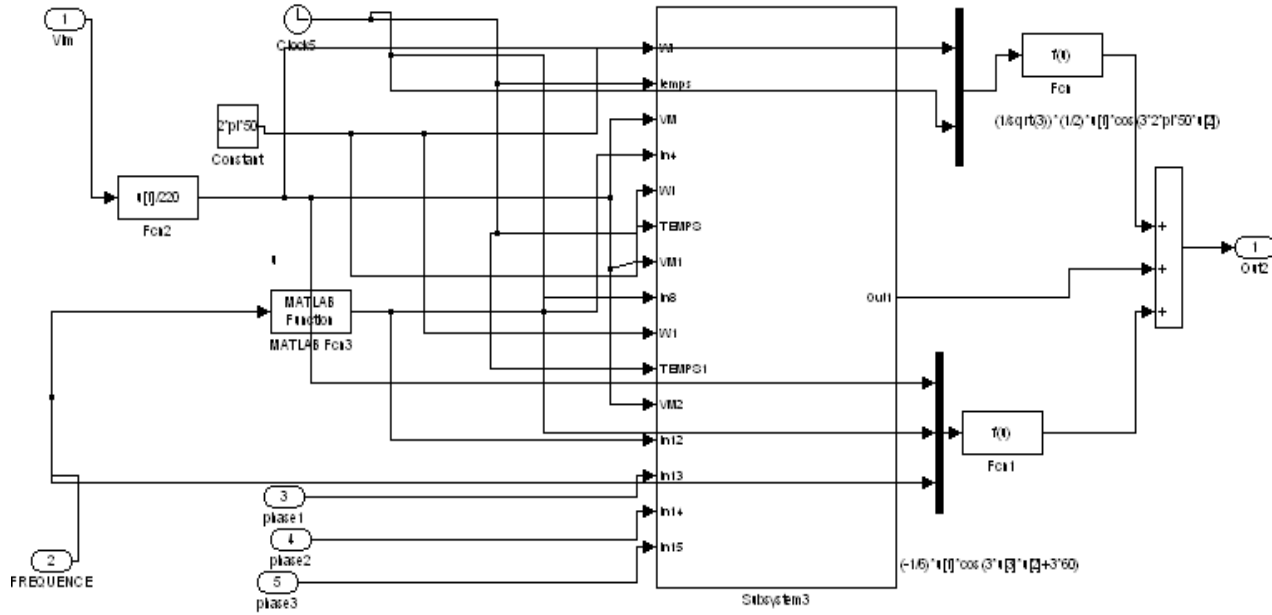 1
Vlm
Clock5
2*pi*50
Constant
u[1]/220
Fcn2
u
MATLAB
Function
MATLAB Fcn3
2
FREQUENCE
3
phase1
4
phase2
5
phase3
temps
VM
In4
W1
TEMPS
VM1
In8
W1
TEMPS1
VM2
In12
In13
In14
In15
Out1
Subsystem3
f(u)
Fcn
(1/sqrt(3))*(1/2)*u[1]*cos(3*2*pi*50*u[2])
f(u)
Fcn1
(-1/6)*u[1]*cos(3*u[3]*u[2]+3*60)
+
+
+
1
Out2